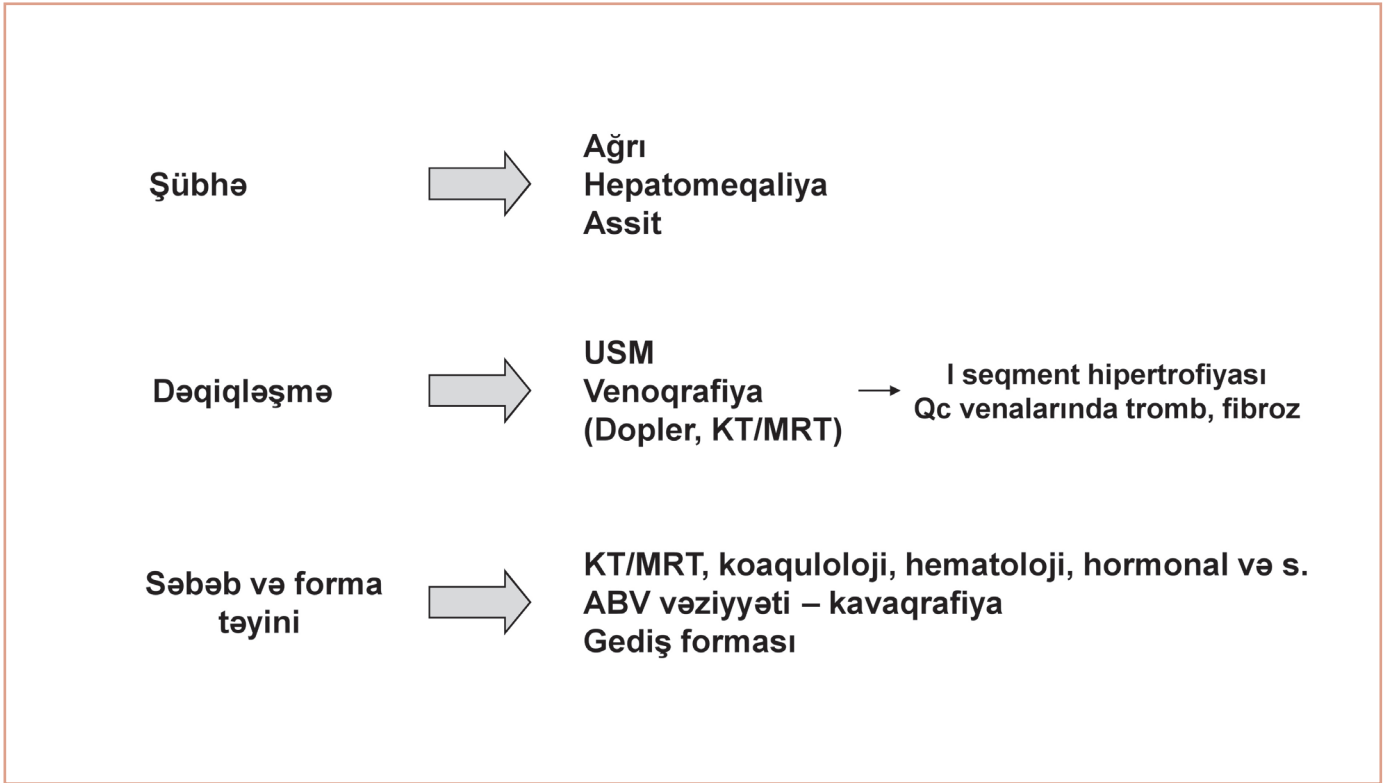 Şübhə
Ağrı
Hepatomeqaliya
Assit
Dəqiqləşmə
USM
Venoqrafiya
(Dopler, KT/MRT)
I seqment hipertrofiyası
Qc venalarında tromb, fibroz
Səbəb və forma
təyini
KT/MRT, koaquloloji, hematoloji, hormonal və s.
ABV vəziyyəti – kavaqrafiya
Gediş forması